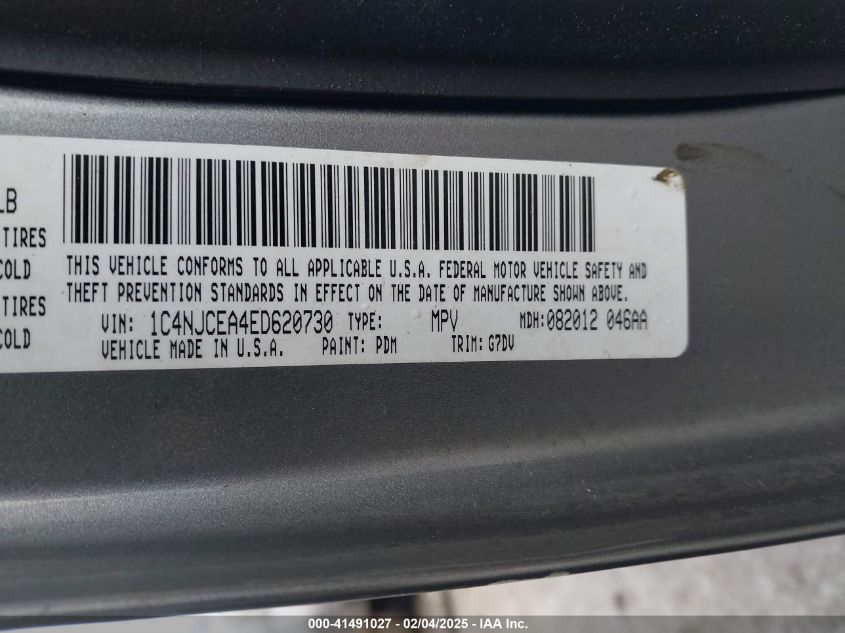 LB
TIRES
COLD
TIRES
COLD
THIS VEHICLE CONFORMS TO ALL APPLICABLE U.S.A. FEDERAL MOTOR VEHICLE SAFETY AND
THEFT PREVENTION STANDARDS IN EFFECT ON THE DATE OF MANUFACTURE SHOWN ABOVE.
VIN: 1C4NJCEA4ED620730 TYPE: MPV MDH:082012 046AA
VEHICLE MADE IN U.S.A. PAINT: PDM TRIM: G7DV
000-41491027 - 02/04/2025 - IAA Inc.